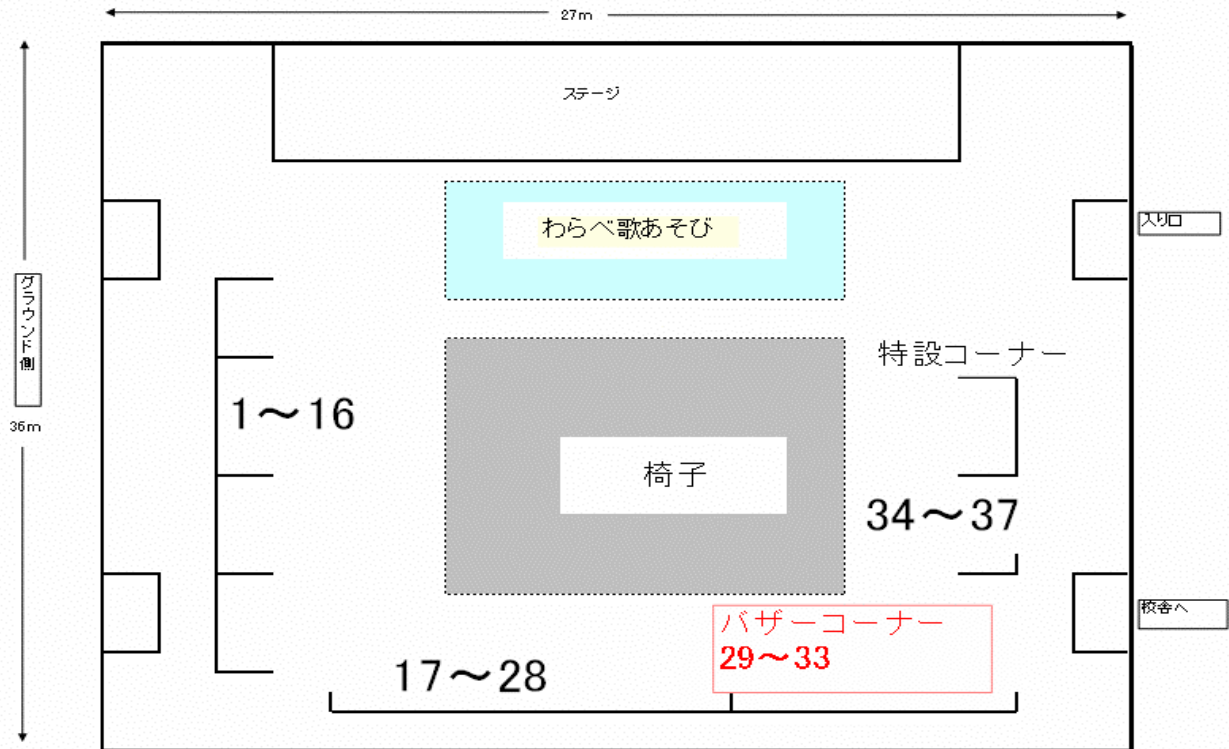 27m
ステージ
わらべ歌あそび
入り口
グラウンド側
特設コーナー
1～16
36m
椅子
34～37
バザーコーナー
29～33
校舎へ
17～28